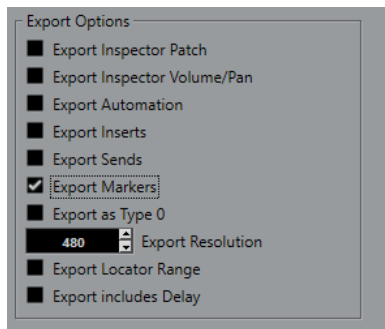 Export Options
Export Inspector Patch
Export Inspector Volume/Pan
Export Automation
Export Inserts
Export Sends
Export Markers
Export as Type 0
480 Export Resolution
Export Locator Range
Export includes Delay